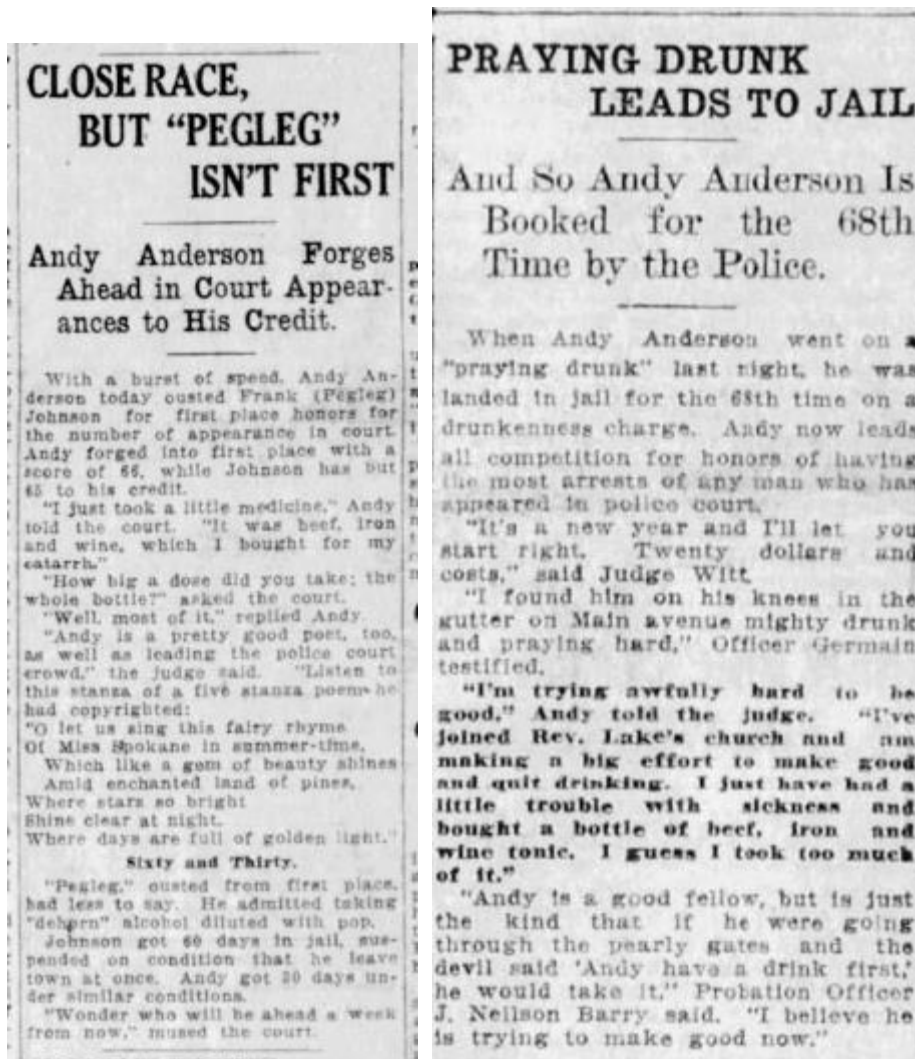 CLOSE RACE,
BUT "PEGLEG"
ISN'T FIRST
Andy Anderson Forges
Ahead in Court Appear-
ances to His Credit.
With a burst of speed, Andy An-
derson today ousted Frank (Pegleg)
Johnson for first place honors for
the number of appearance in court.
Andy forged into first place with a
score of 66, while Johnson has but
65 to his credit.
"I just took a little medicine," Andy
told the court. "It was beef, iron
and wine, which I bought for my
catarrh."
"How big a dose did you take; the
whole bottle?" asked the court.
"Well, most of it," replied Andy.
"Andy is a pretty good poet, too,
as well as leading the police court
crowd," the judge said. "Listen to
this stanza of a five stanza poem he
had copyrighted:
"O let us sing this fairy rhyme
Of Miss Spokane in summer-time,
Which like a gem of beauty shines
Amid enchanted land of pines,
Where stars so bright
Shine clear at night,
Where days are full of golden light."
Sixty and Thirty.
"Pegleg," ousted from first place,
had less to say. He admitted taking
"dehorn" alcohol diluted with pop.
Johnson got 60 days in jail, sus-
pended on condition that he leave
town at once. Andy got days un-
der similar conditions.
"Wonder who will be ahead a week
from now," mused the court.
PRAYING DRUNK
LEADS TO JAIL
And So Andy Anderson Is
Booked for the 68th
Time by the Police.
When Andy Anderson went on a
"praying drunk" last night, he was
landed in jail for the 68th time on a
drunkenness charge. Andy now leads
all competition for honors of having
the most arrests of any man who has
appeared in police court.
"It's a new year and I'll let you
start right. Twenty dollars and
costs," said Judge Witt.
"I found him on his knees in the
gutter on Main avenue mighty drunk
and praying hard," Officer Germain
testified.
"I'm trying awfully hard to be
good," Andy told the judge. "I've
joined Rev. Lake's church and am
making a big effort to make good
and quit drinking. I just have had a
little trouble with sickness and
bought a bottle of beef, iron and
wine tonic. I guess I took too much
of it."
"Andy is a good fellow, but is just
the kind that if he were going
through the pearly gates and the
devil said 'Andy have a drink first,'
he would take it," Probation Officer
J. Neilson Barry said. "I believe he
is trying to make good now."